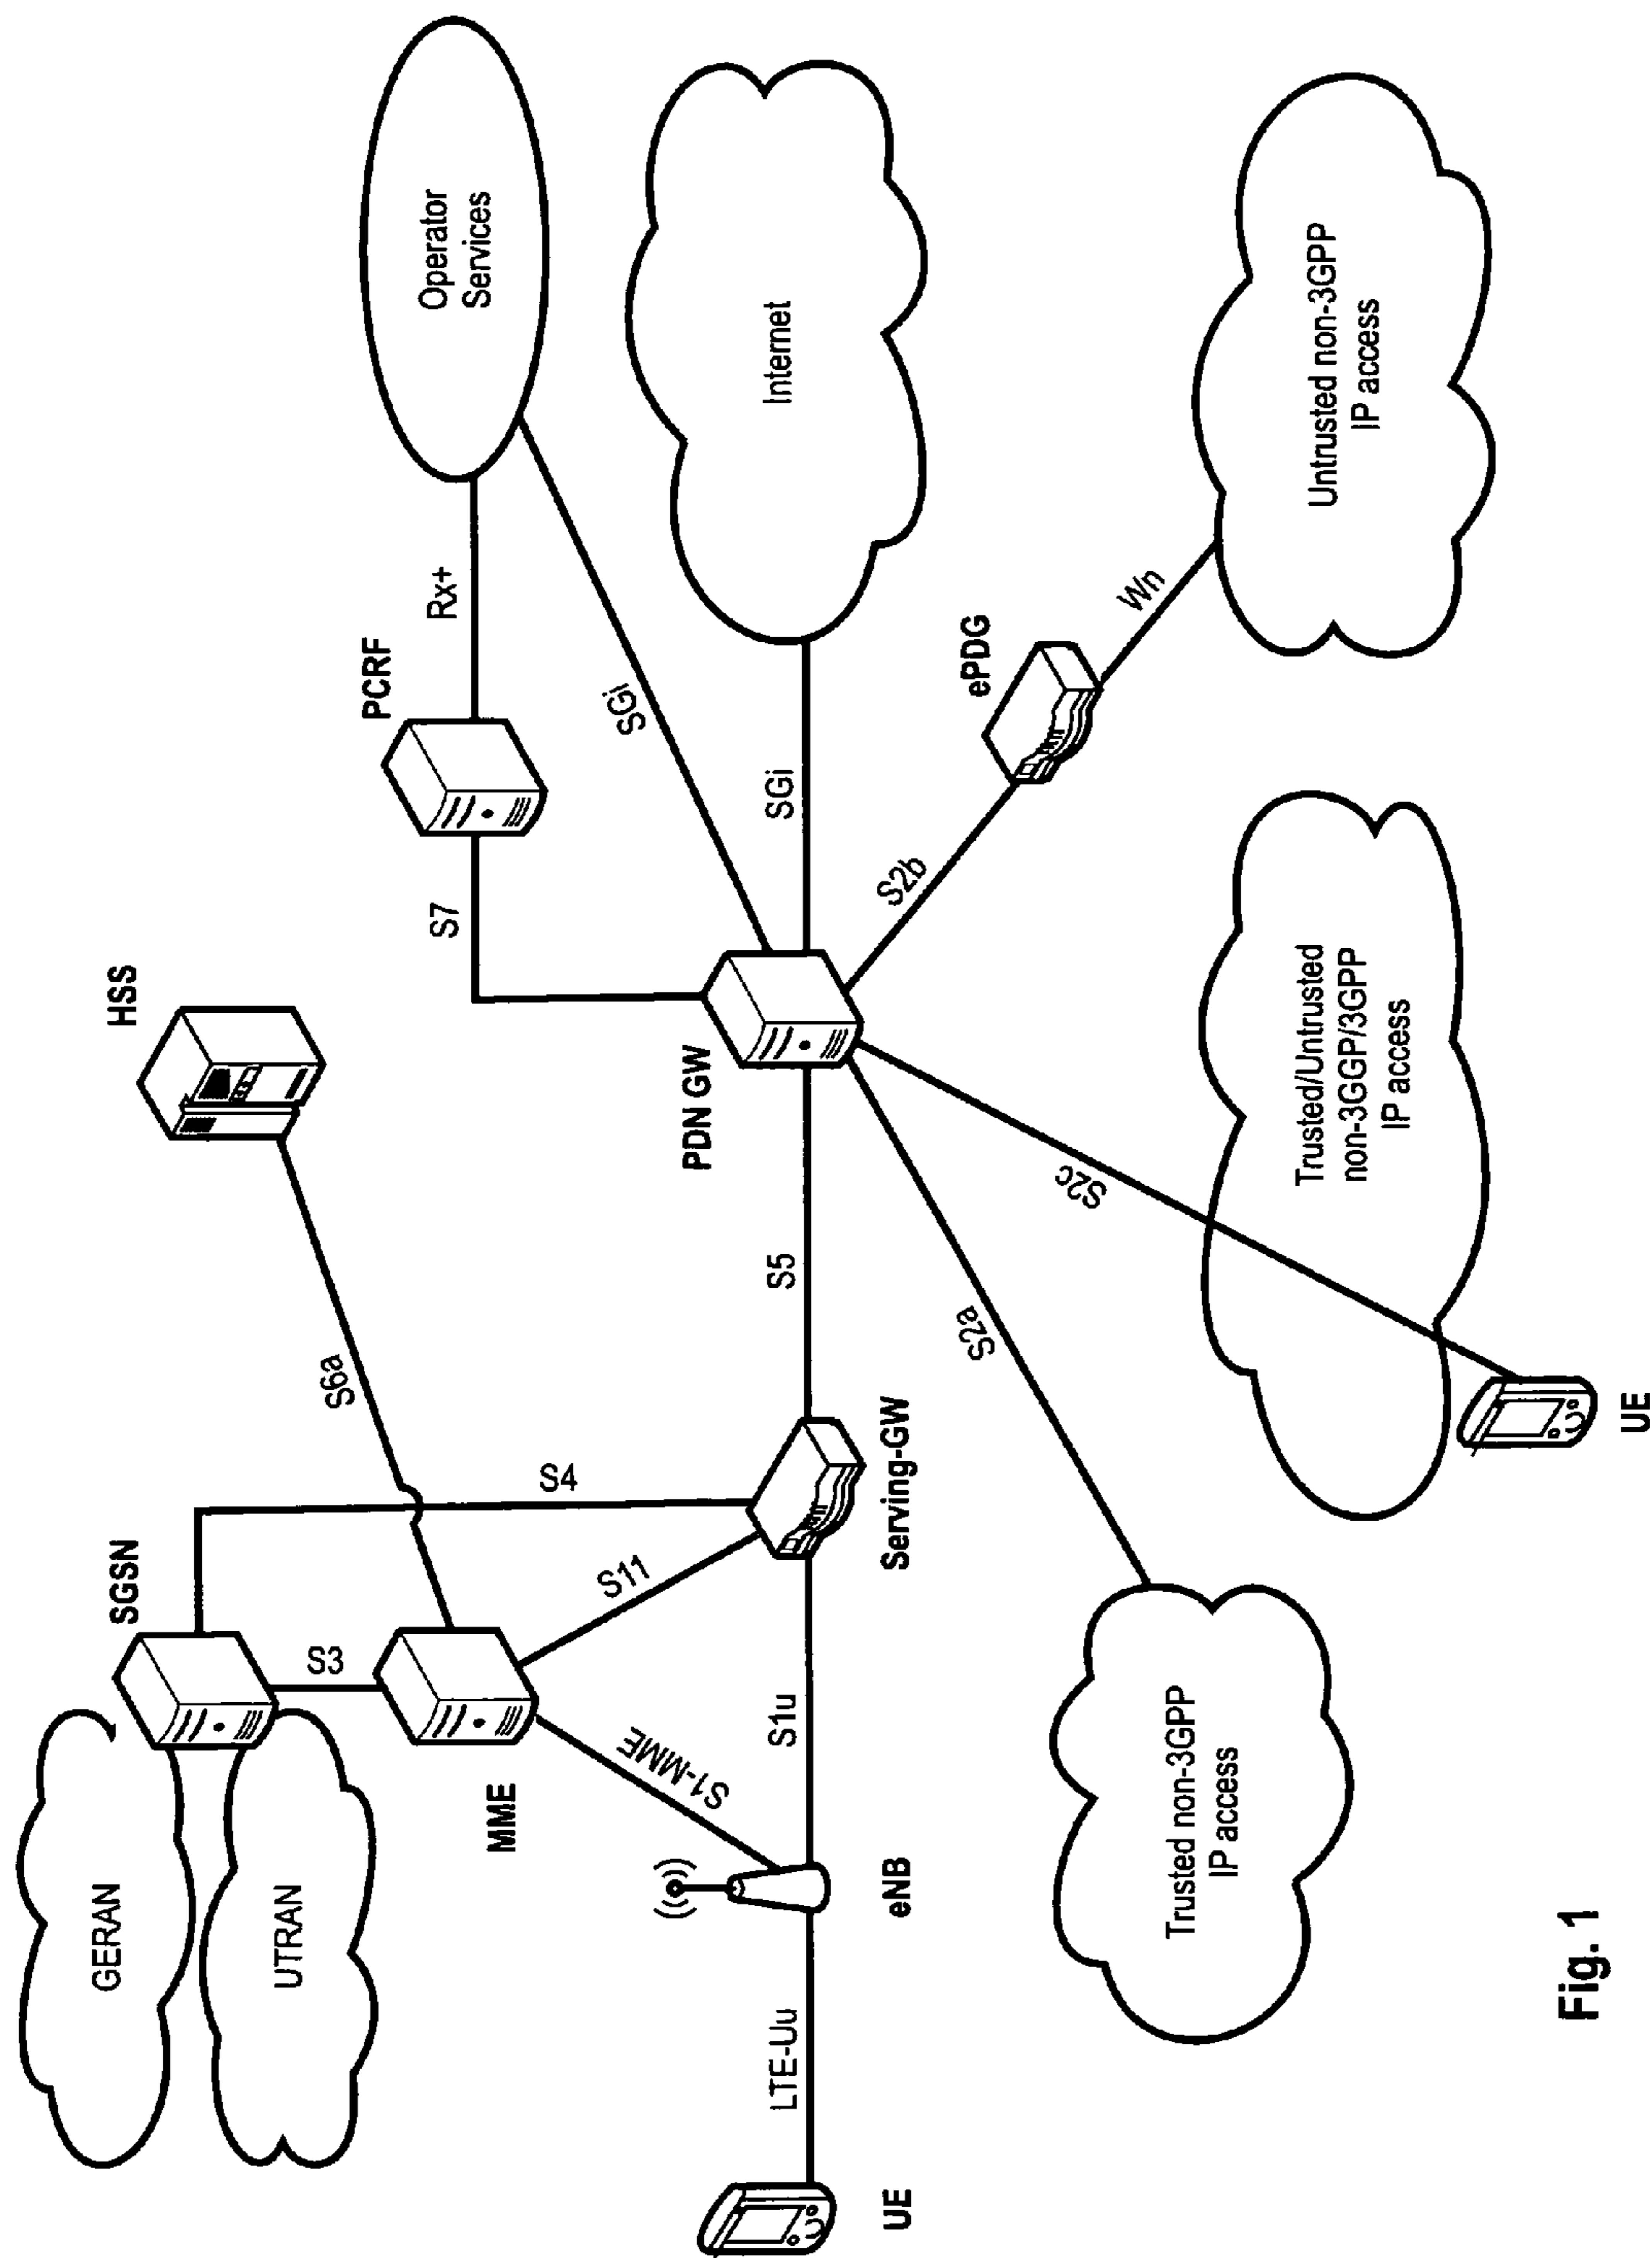 GERAN
UTRAN
SGSN
HSS
S3
S6a
S4
MME
S11
S1-MME
PCRF
S7
Rx+
Operator
Services
SGi
PDN GW
SGi
Internet
UE
LTE-Uu
eNB
S1u
Serving-GW
S5
S2a
S2c
S2b
ePDG
Wn
Trusted non-3GPP
IP access
Trusted/Untrusted
non-3GGP/3GPP
IP access
Untrusted non-3GPP
IP access
UE
Fig. 1